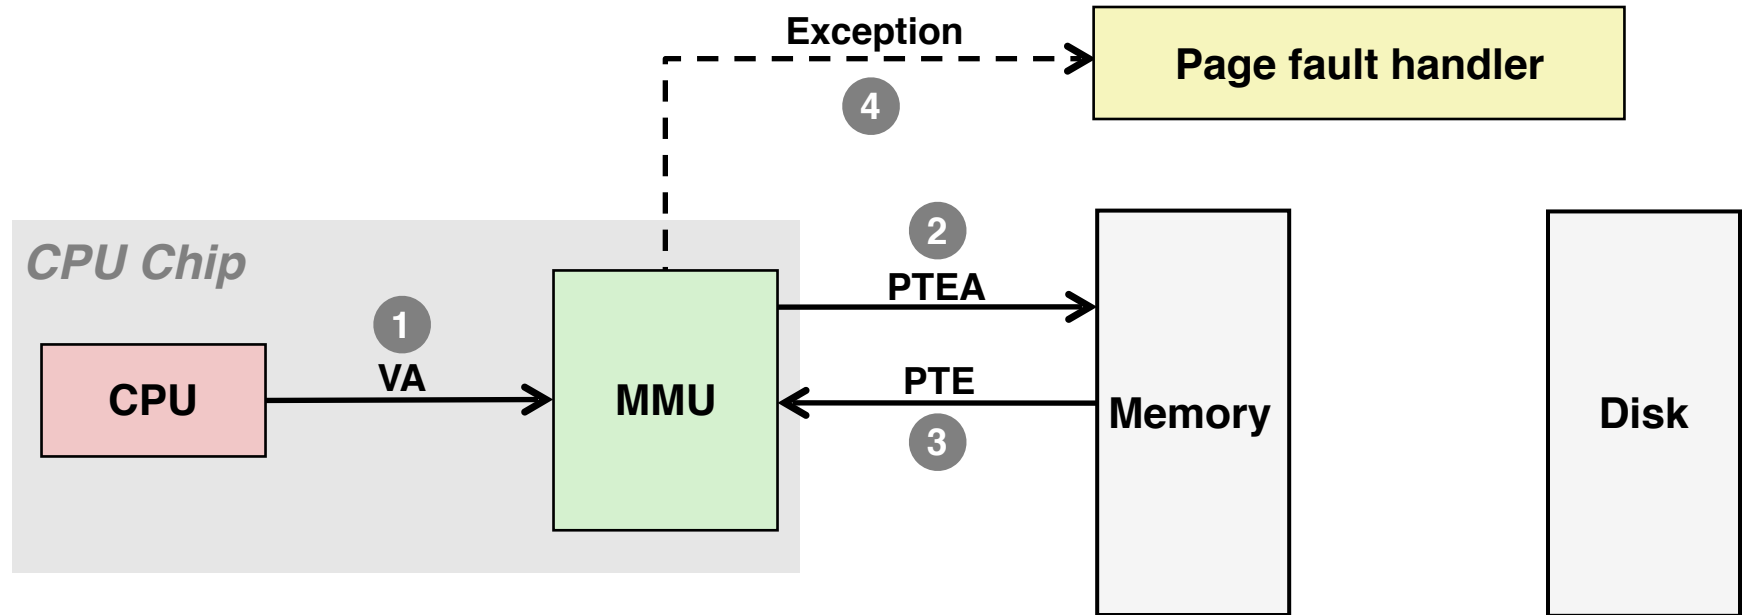 Exception
Page fault handler
4
CPU Chip
2
PTEA
1
VA
CPU
MMU
PTE
3
Memory
Disk